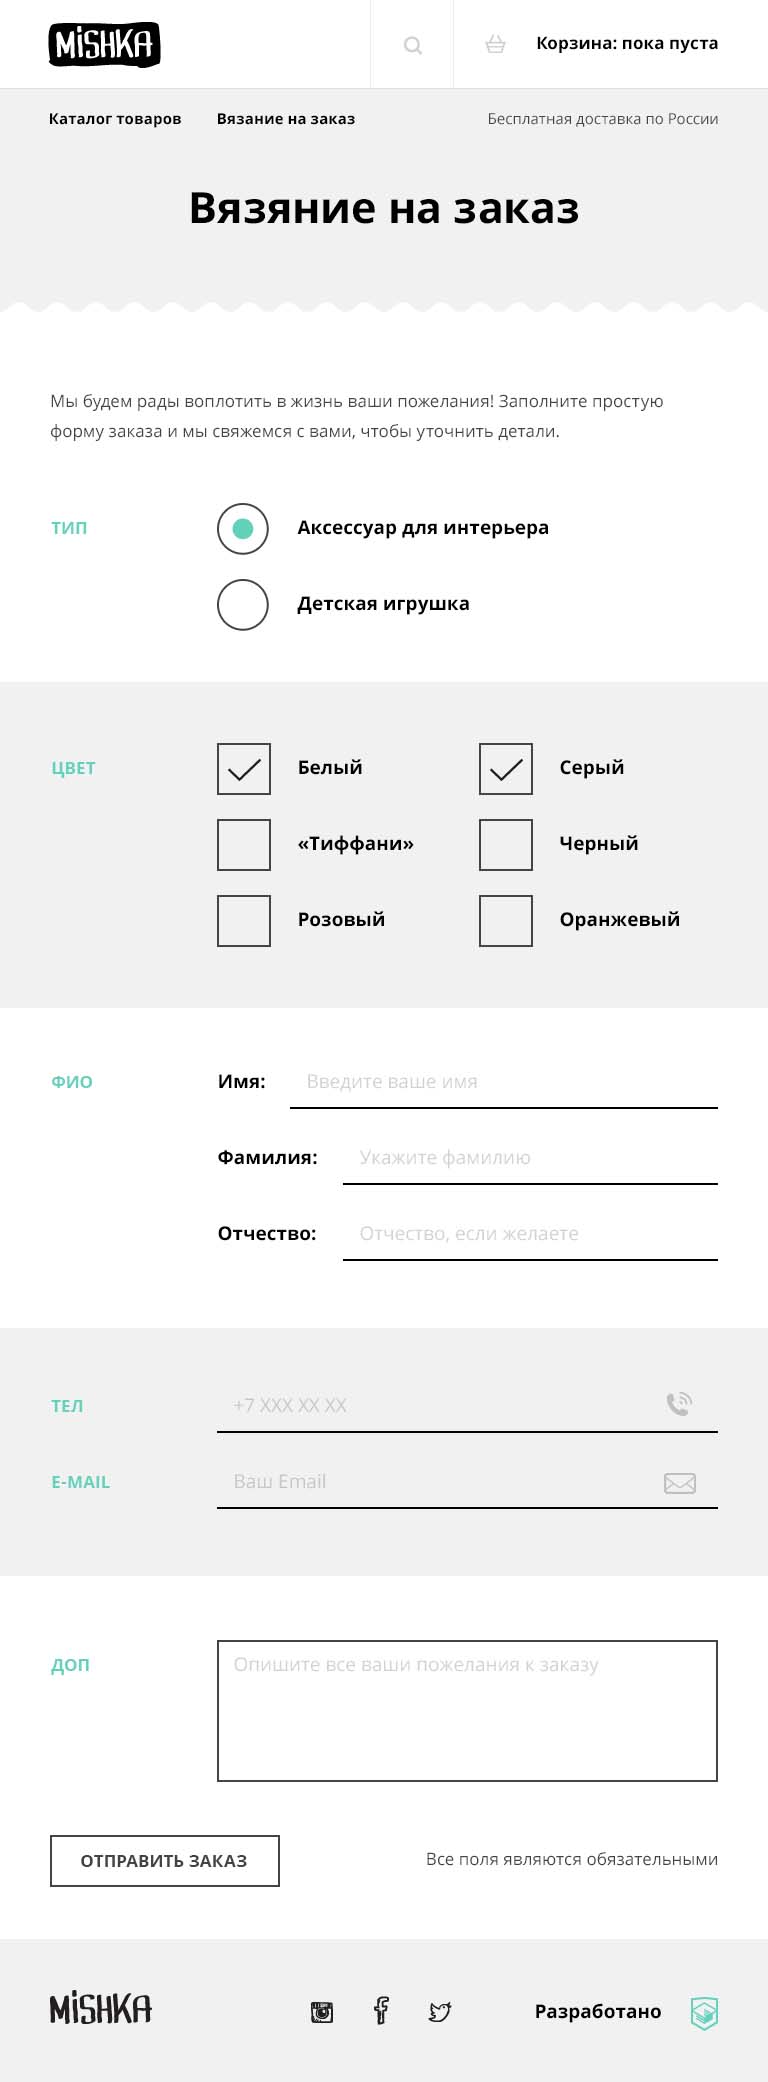 MiSHKA
Корзина: пока пуста
Каталог товаров
Вязание на заказ
Бесплатная доставка по России
Вязяние на заказ
Мы будем рады воплотить в жизнь ваши пожелания! Заполните простую
форму заказа и мы свяжемся с вами, чтобы уточнить детали.
ТИП
Аксессуар для интерьера
Детская игрушка
ЦВЕТ
Белый
Серый
«Тиффани»
Черный
Розовый
Оранжевый
ФИО
Имя:
Введите ваше имя
Фамилия:
Укажите фамилию
Отчество:
Отчество, если желаете
ТЕЛ
+7 XXX XX XX
E-MAIL
Ваш Email
ДОП
Опишите все ваши пожелания к заказу
ОТПРАВИТЬ ЗАКАЗ
Все поля являются обязательными
MiSHKA
Разработано